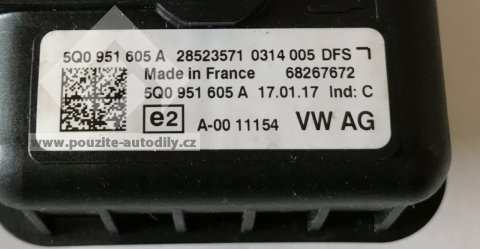 5Q0 951 605 A 28523571 0314 005 DFS
Made in France 68267672
5Q0 951 605 A 17.01.17 Ind: C
e2 A-00 11154 VW AG
www.pouzite-autodily.cz